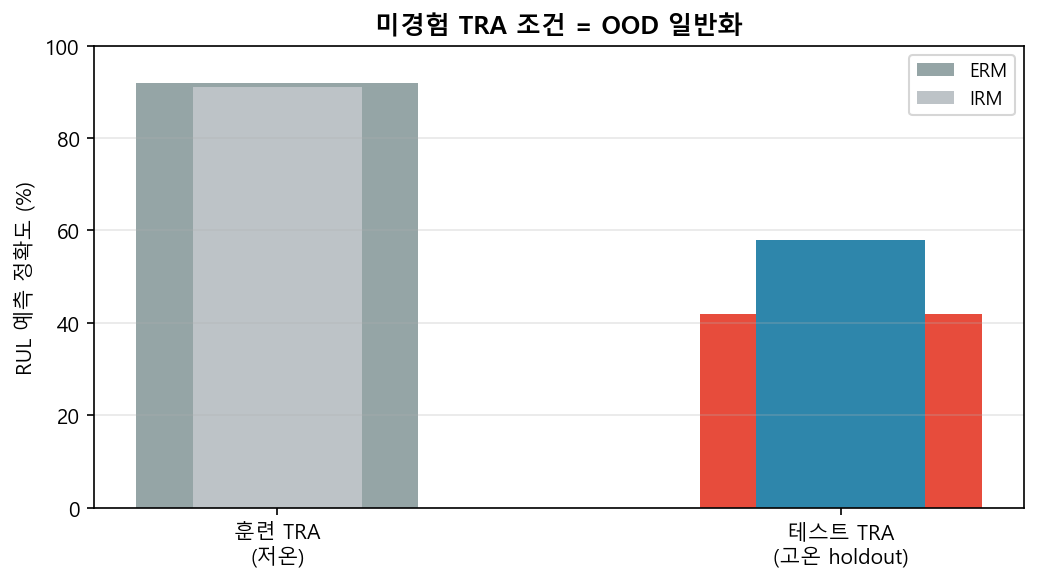 미경험 TRA 조건 = OOD 일반화
RUL 예측 정확도 (%)
100
80
60
40
20
0
ERM
IRM
훈련 TRA
(저온)
테스트 TRA
(고온 holdout)